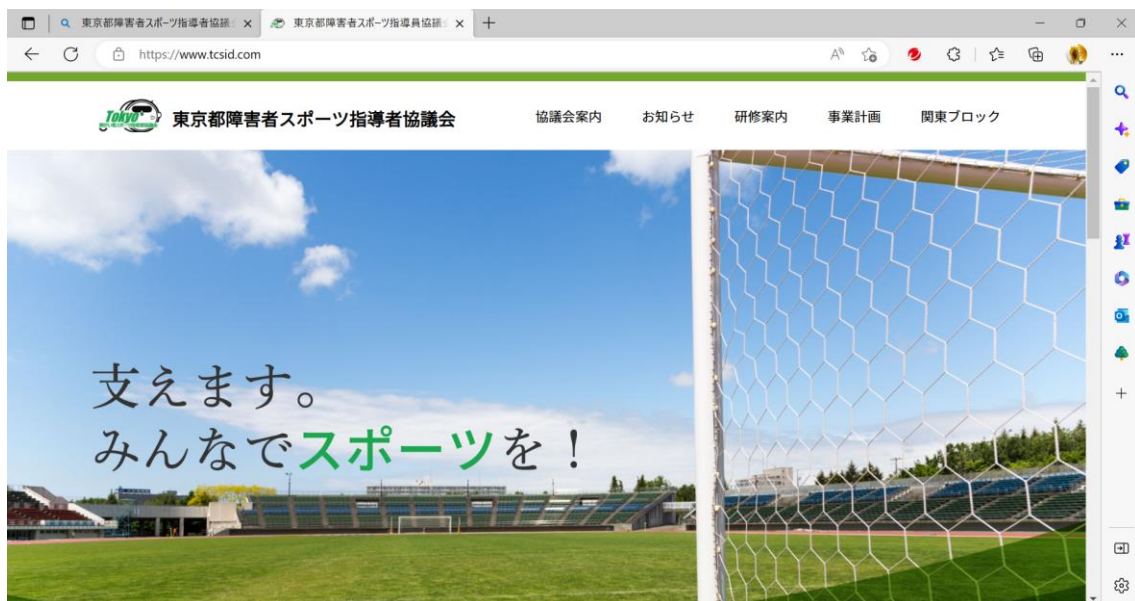 東京都障害者スポーツ指導者協議
東京都障害者スポーツ指導員協議
https://www.tcsid.com
Tokyo
東京都障害者スポーツ指導者協議会
協議会案内
お知らせ
研修案内
事業計画
関東ブロック
支えます。
みんなでスポーツを！